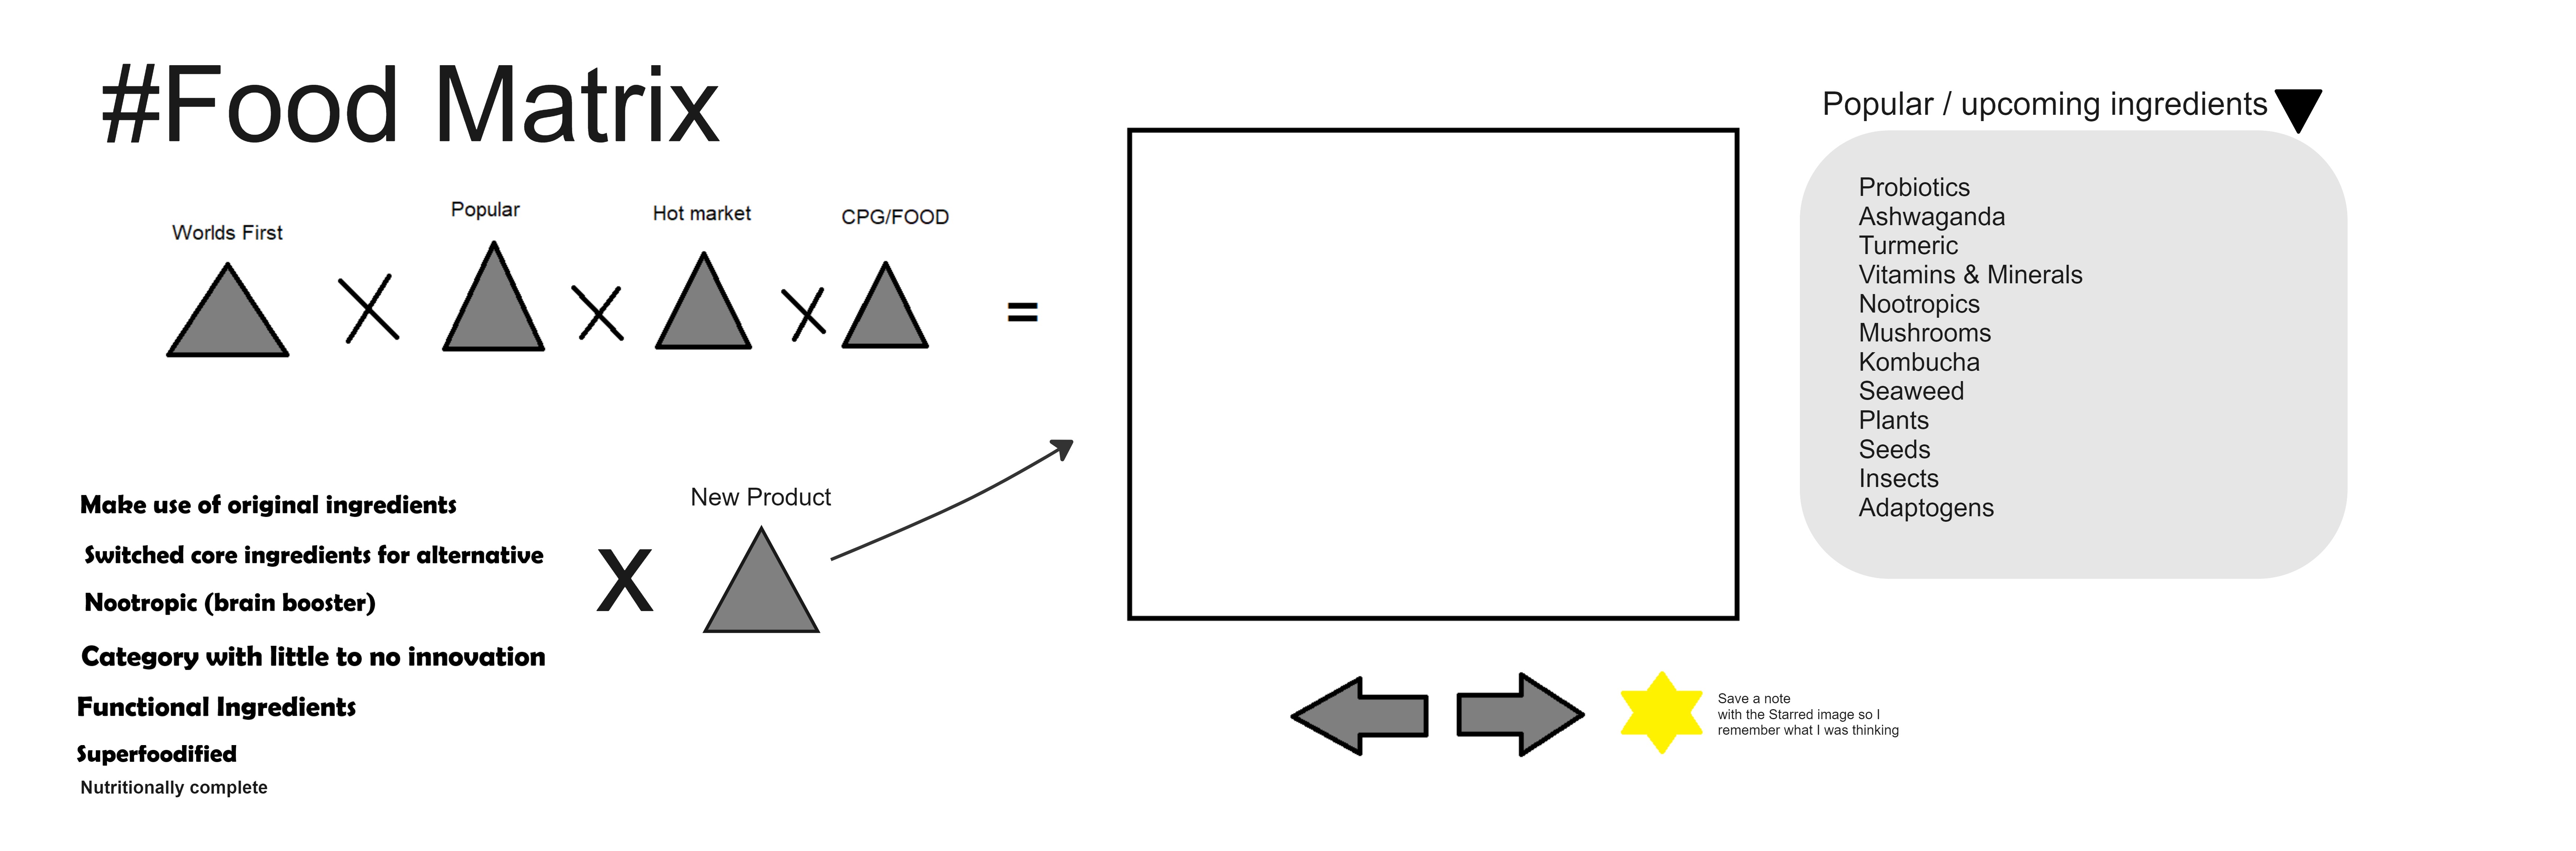 #Food Matrix
Worlds First
Popular
Hot market
CPG/FOOD
X
X
X
=
Make use of original ingredients
Switched core ingredients for alternative
Nootropic (brain booster)
Category with little to no innovation
Functional Ingredients
Superfoodified
Nutritionally complete
X
New Product
Popular / upcoming ingredients
Probiotics
Ashwaganda
Turmeric
Vitamins & Minerals
Nootropics
Mushrooms
Kombucha
Seaweed
Plants
Seeds
Insects
Adaptogens
Save a note
with the Starred image so I
remember what I was thinking